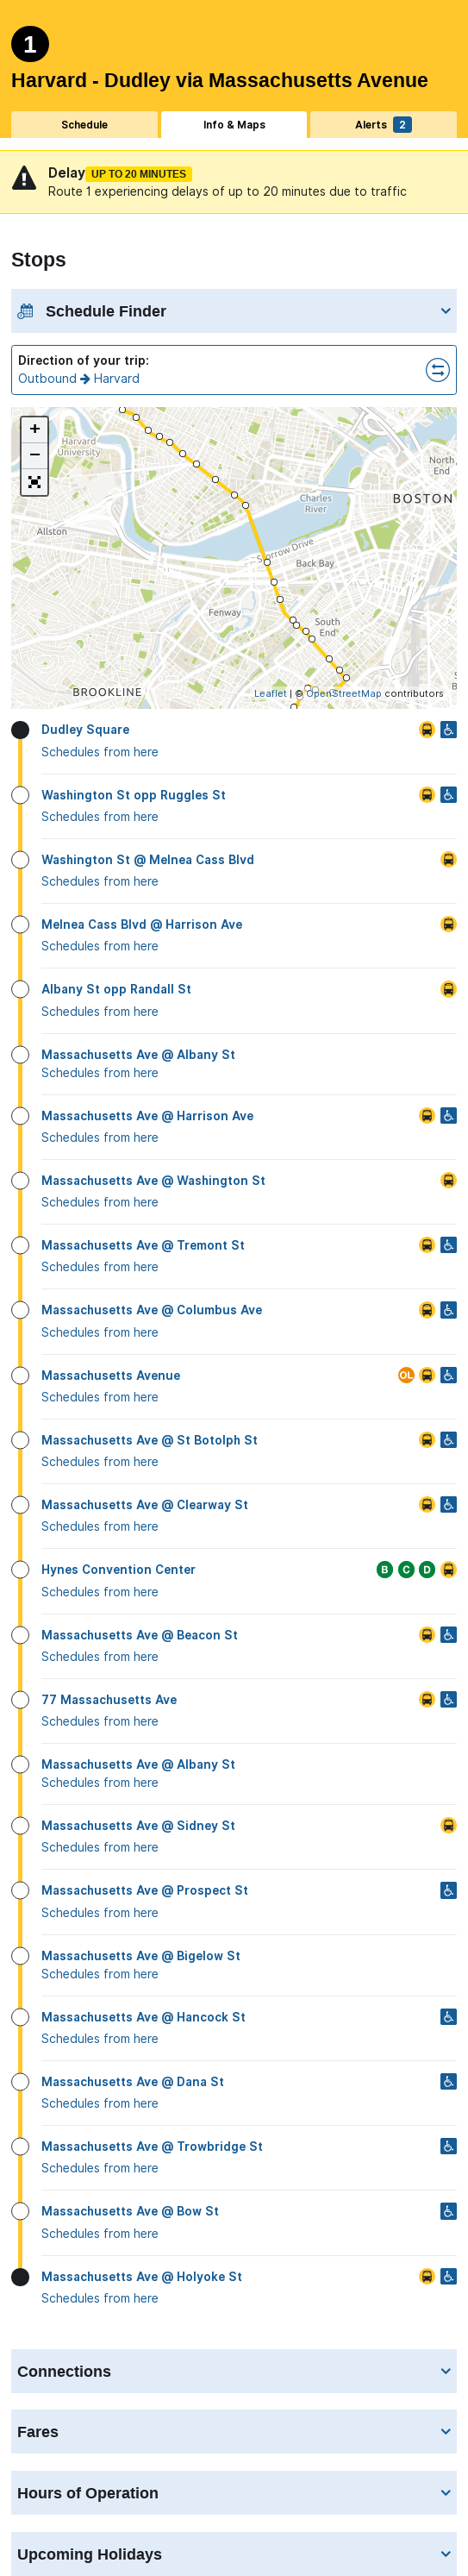 1
Harvard - Dudley via Massachusetts Avenue
Schedule
Info & Maps
Alerts 2
Delay UP TO 20 MINUTES
Route 1 experiencing delays of up to 20 minutes due to traffic
Stops
Schedule Finder
Direction of your trip:
Outbound → Harvard
+
−
Harvard
University
North
End
Charles
River
BOSTON
Allston
Storrow Drive
Back Bay
Fenway
South
End
BROOKLINE
Leaflet | © OpenStreetMap contributors
Dudley Square
Schedules from here
Washington St opp Ruggles St
Schedules from here
Washington St @ Melnea Cass Blvd
Schedules from here
Melnea Cass Blvd @ Harrison Ave
Schedules from here
Albany St opp Randall St
Schedules from here
Massachusetts Ave @ Albany St
Schedules from here
Massachusetts Ave @ Harrison Ave
Schedules from here
Massachusetts Ave @ Washington St
Schedules from here
Massachusetts Ave @ Tremont St
Schedules from here
Massachusetts Ave @ Columbus Ave
Schedules from here
Massachusetts Avenue OL
Schedules from here
Massachusetts Ave @ St Botolph St
Schedules from here
Massachusetts Ave @ Clearway St
Schedules from here
Hynes Convention Center B C D
Schedules from here
Massachusetts Ave @ Beacon St
Schedules from here
77 Massachusetts Ave
Schedules from here
Massachusetts Ave @ Albany St
Schedules from here
Massachusetts Ave @ Sidney St
Schedules from here
Massachusetts Ave @ Prospect St
Schedules from here
Massachusetts Ave @ Bigelow St
Schedules from here
Massachusetts Ave @ Hancock St
Schedules from here
Massachusetts Ave @ Dana St
Schedules from here
Massachusetts Ave @ Trowbridge St
Schedules from here
Massachusetts Ave @ Bow St
Schedules from here
Massachusetts Ave @ Holyoke St
Schedules from here
Connections
Fares
Hours of Operation
Upcoming Holidays